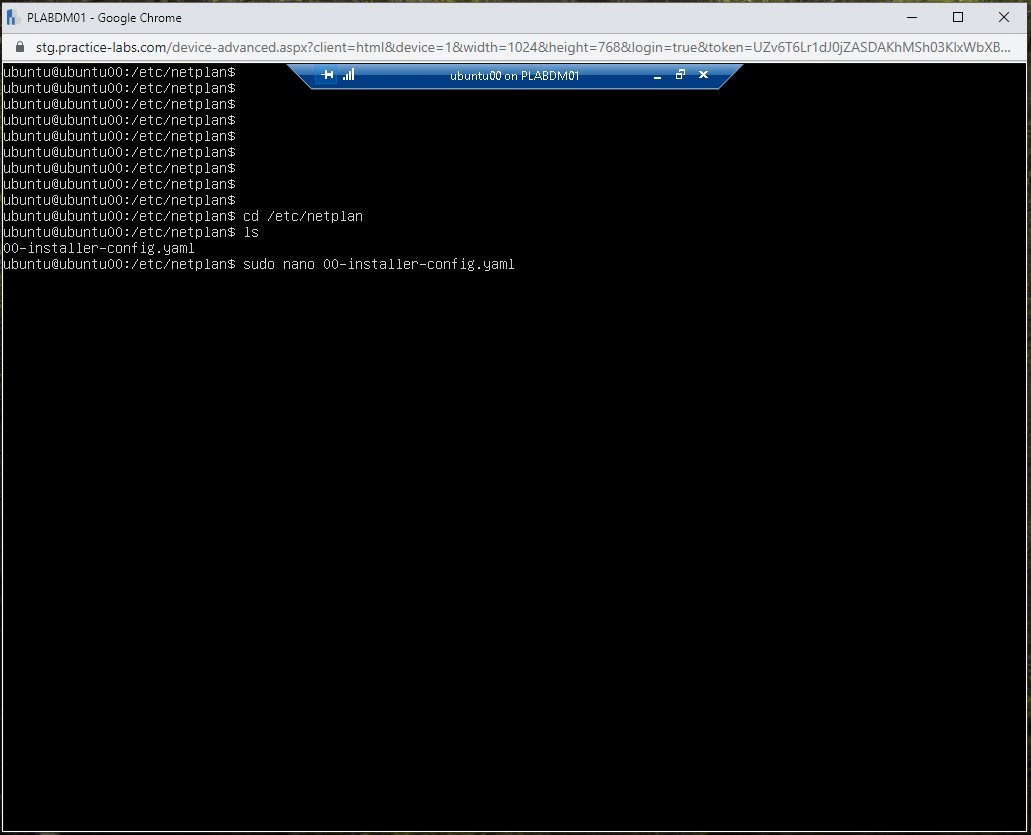 PLABDM01 - Google Chrome
stg.practice-labs.com/device-advanced.aspx?client=html&device=1&width=1024&height=768&login=true&token=UZv6T6Lr1dJ0jZASDAKhMSh03KlxWbXB...
ubuntu00 on PLABDM01
ubuntu@ubuntu00:/etc/netplan$
ubuntu@ubuntu00:/etc/netplan$
ubuntu@ubuntu00:/etc/netplan$
ubuntu@ubuntu00:/etc/netplan$
ubuntu@ubuntu00:/etc/netplan$
ubuntu@ubuntu00:/etc/netplan$
ubuntu@ubuntu00:/etc/netplan$
ubuntu@ubuntu00:/etc/netplan$
ubuntu@ubuntu00:/etc/netplan$
ubuntu@ubuntu00:/etc/netplan$ cd /etc/netplan
ubuntu@ubuntu00:/etc/netplan$ ls
00-installer-config.yaml
ubuntu@ubuntu00:/etc/netplan$ sudo nano 00-installer-config.yaml